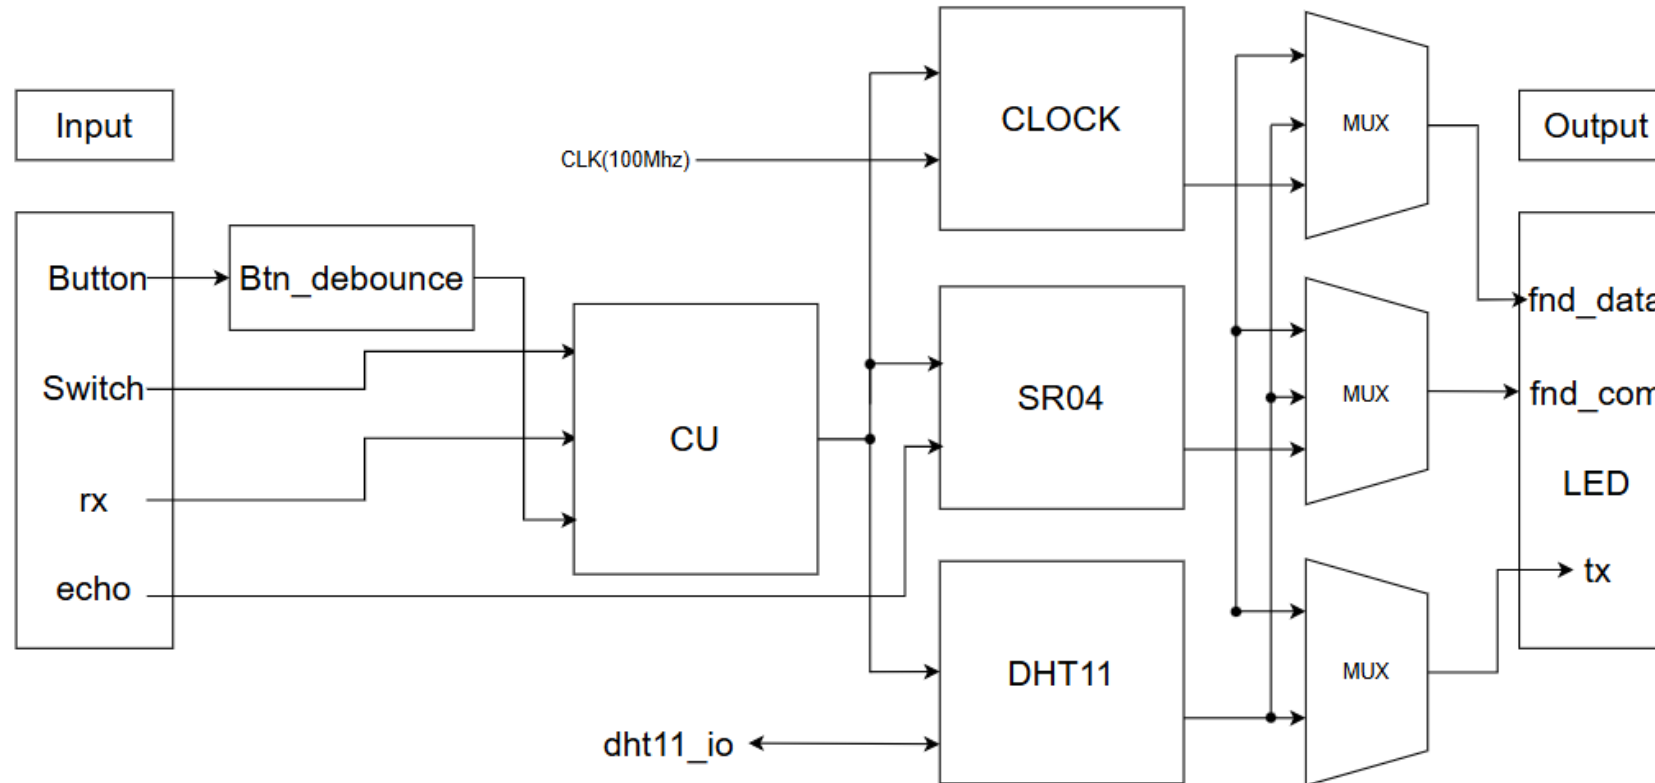 Input
Button
Switch
rx
echo
Btn_debounce
CLK(100Mhz)
CU
CLOCK
SR04
DHT11
dht11_io
MUX
MUX
MUX
Output
fnd_data
fnd_com
LED
tx